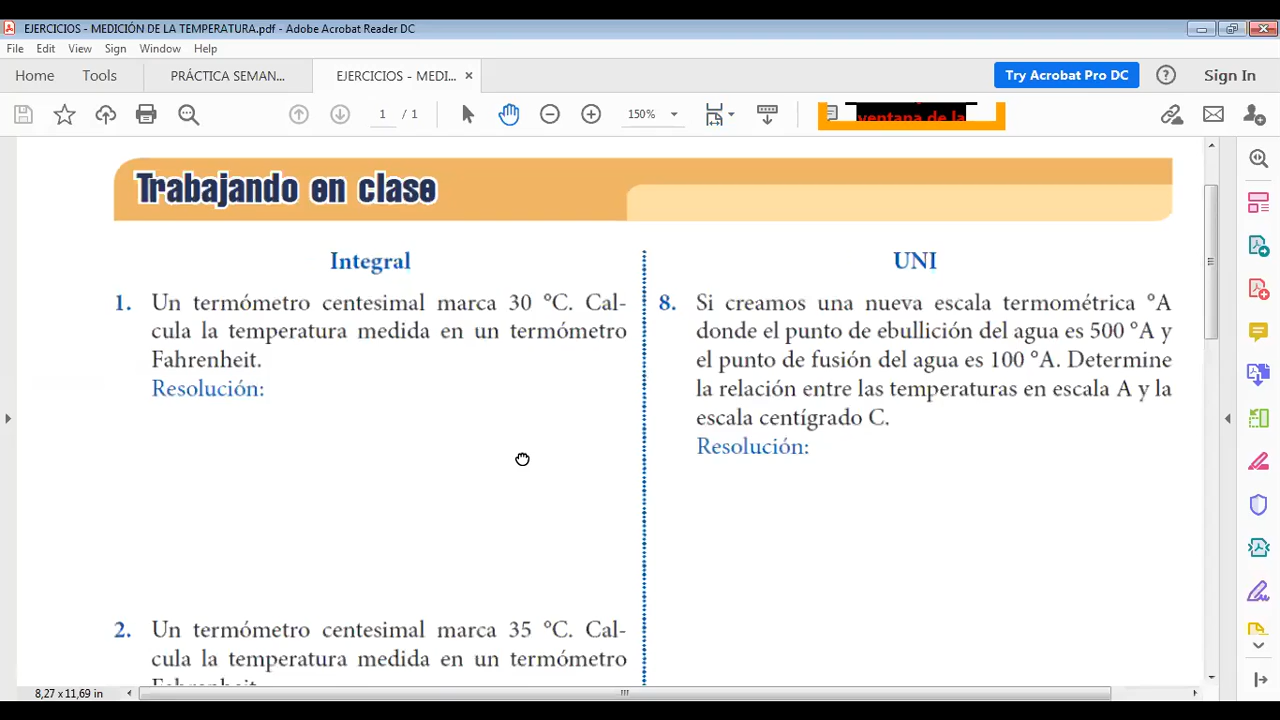 EJERCICIOS - MEDICIÓN DE LA TEMPERATURA.pdf - Adobe Acrobat Reader DC
File Edit View Sign Window Help
Home Tools PRÁCTICA SEMAN... EJERCICIOS - MEDI... × Try Acrobat Pro DC Sign In
1 / 1 150% ventana de la
Trabajando en clase
Integral
1. Un termómetro centesimal marca 30 °C. Cal-
cula la temperatura medida en un termómetro
Fahrenheit.
Resolución:
2. Un termómetro centesimal marca 35 °C. Cal-
cula la temperatura medida en un termómetro
Fahrenheit.
UNI
8. Si creamos una nueva escala termométrica °A
donde el punto de ebullición del agua es 500 °A y
el punto de fusión del agua es 100 °A. Determine
la relación entre las temperaturas en escala A y la
escala centígrado C.
Resolución:
8,27 x 11,69 in